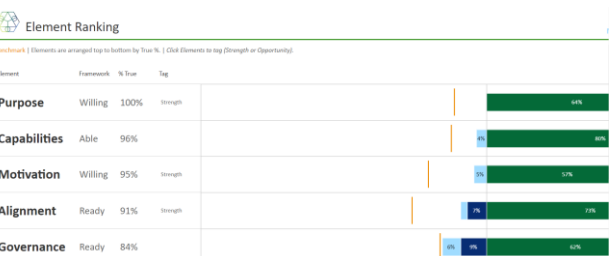 Element Ranking
enchmark | Elements are arranged top to bottom by True %. | Click Elements to tag (Strength or Opportunity).
lement Framework % True Tag
Purpose Willing 100% Strength 64%
Capabilities Able 96% 4% 80%
Motivation Willing 95% Strength 5% 57%
Alignment Ready 91% Strength 7% 73%
Governance Ready 84% 6% 9% 62%